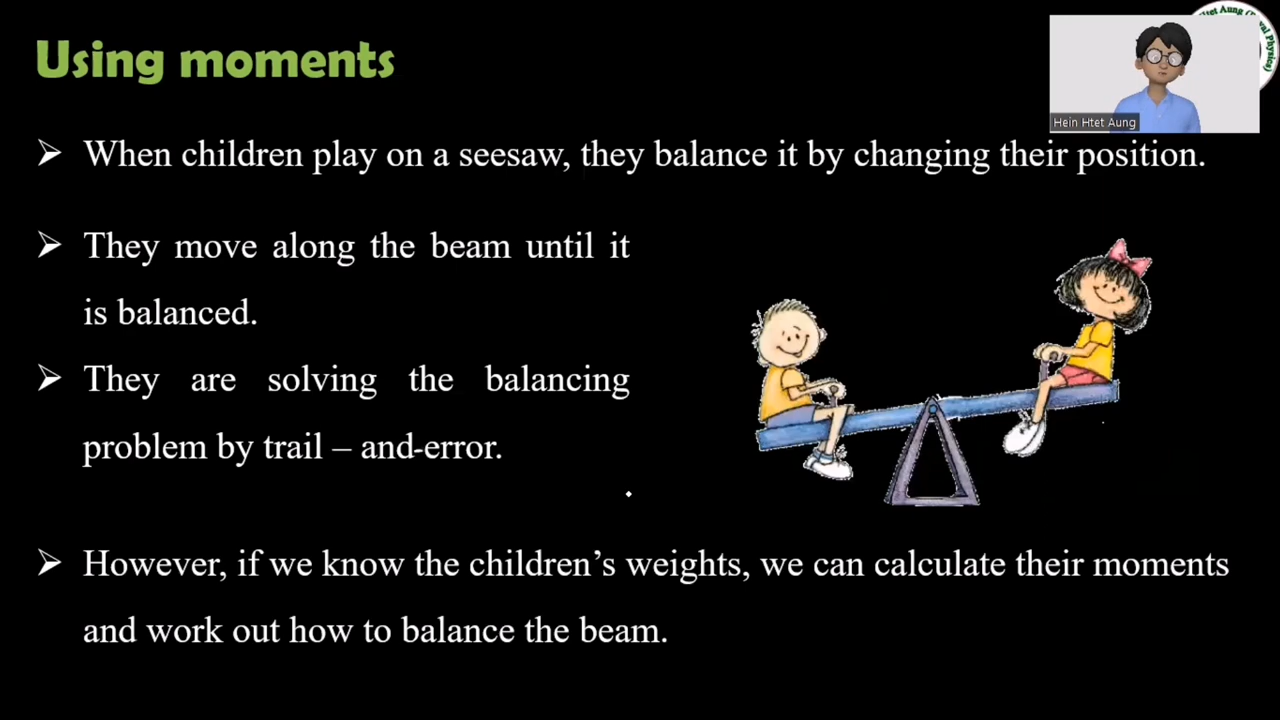 Using moments
Hein Htet Aung
When children play on a seesaw, they balance it by changing their position.
They move along the beam until it
is balanced.
They are solving the balancing
problem by trail – and-error.
However, if we know the children’s weights, we can calculate their moments
and work out how to balance the beam.